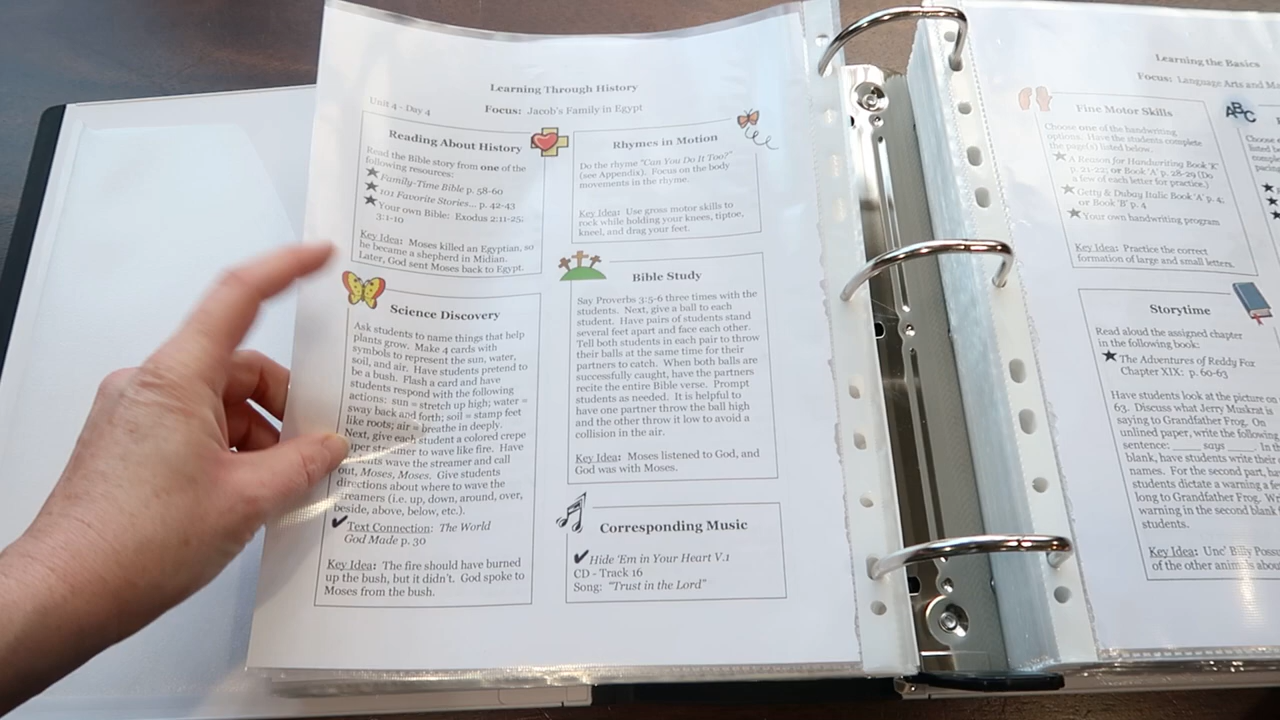 Learning Through History
Unit 4 - Day 4
Focus: Jacob's Family in Egypt
Reading About History
Read the Bible story from one of the
following resources:
Family-Time Bible p. 58-60
101 Favorite Stories... p. 42-43
Your own Bible: Exodus 2:11-25;
3:1-10
Key Idea: Moses killed an Egyptian, so
he became a shepherd in Midian.
Later, God sent Moses back to Egypt.
Rhymes in Motion
Do the rhyme "Can You Do It Too?"
(see Appendix). Focus on the body
movements in the rhyme.
Key Idea: Use gross motor skills to
rock while holding your knees, tiptoe,
kneel, and drag your feet.
Science Discovery
Ask students to name things that help
plants grow. Make 4 cards with
symbols to represent the sun, water,
soil, and air. Have students pretend to
be a bush. Flash a card and have
students respond with the following
actions: sun = stretch up high; water =
sway back and forth; soil = stamp feet
like roots; air = breathe in deeply.
Next, give each student a colored crepe
streamer to wave like fire. Have
wave the streamer and call
out, Moses, Moses. Give students
directions about where to wave the
streamers (i.e. up, down, around, over,
beside, above, below, etc.).
Text Connection: The World
God Made p. 30
Key Idea: The fire should have burned
up the bush, but it didn't. God spoke to
Moses from the bush.
Bible Study
Say Proverbs 3:5-6 three times with the
students. Next, give a ball to each
student. Have pairs of students stand
several feet apart and face each other.
Tell both students in each pair to throw
their balls at the same time for their
partners to catch. When both balls are
successfully caught, have the partners
recite the entire Bible verse. Prompt
students as needed. It is helpful to
have one partner throw the ball high
and the other throw it low to avoid a
collision in the air.
Key Idea: Moses listened to God, and
God was with Moses.
Corresponding Music
Hide 'Em in Your Heart V.1
CD - Track 16
Song: "Trust in the Lord"
Learning the Basics
Focus: Language Arts and
Fine Motor Skills
Choose one of the handwriting
options. Have the students complete
the page(s) listed below.
A Reason for Handwriting Book 'K'
p. 21-22; or Book 'A' p. 28-29 (Do
a few of each letter for practice.)
Getty & Dubay Italic Book 'A' p. 4;
or Book 'B' p. 4
Your own handwriting program
Key Idea: Practice the correct
formation of large and small letters.
ABC
Storytime
Read aloud the assigned chapter
in the following book:
The Adventures of Reddy Fox
Chapter XIX: p. 60-63
Have students look at the picture on
63. Discuss what Jerry Muskrat is
saying to Grandfather Frog. On
unlined paper, write the following
sentence: ____ says ____. In the
blank, have students write their
names. For the second part, have
students dictate a warning a few
long to Grandfather Frog.
warning in the second blank
students.
Key Idea: Unc' Billy
of the other animals